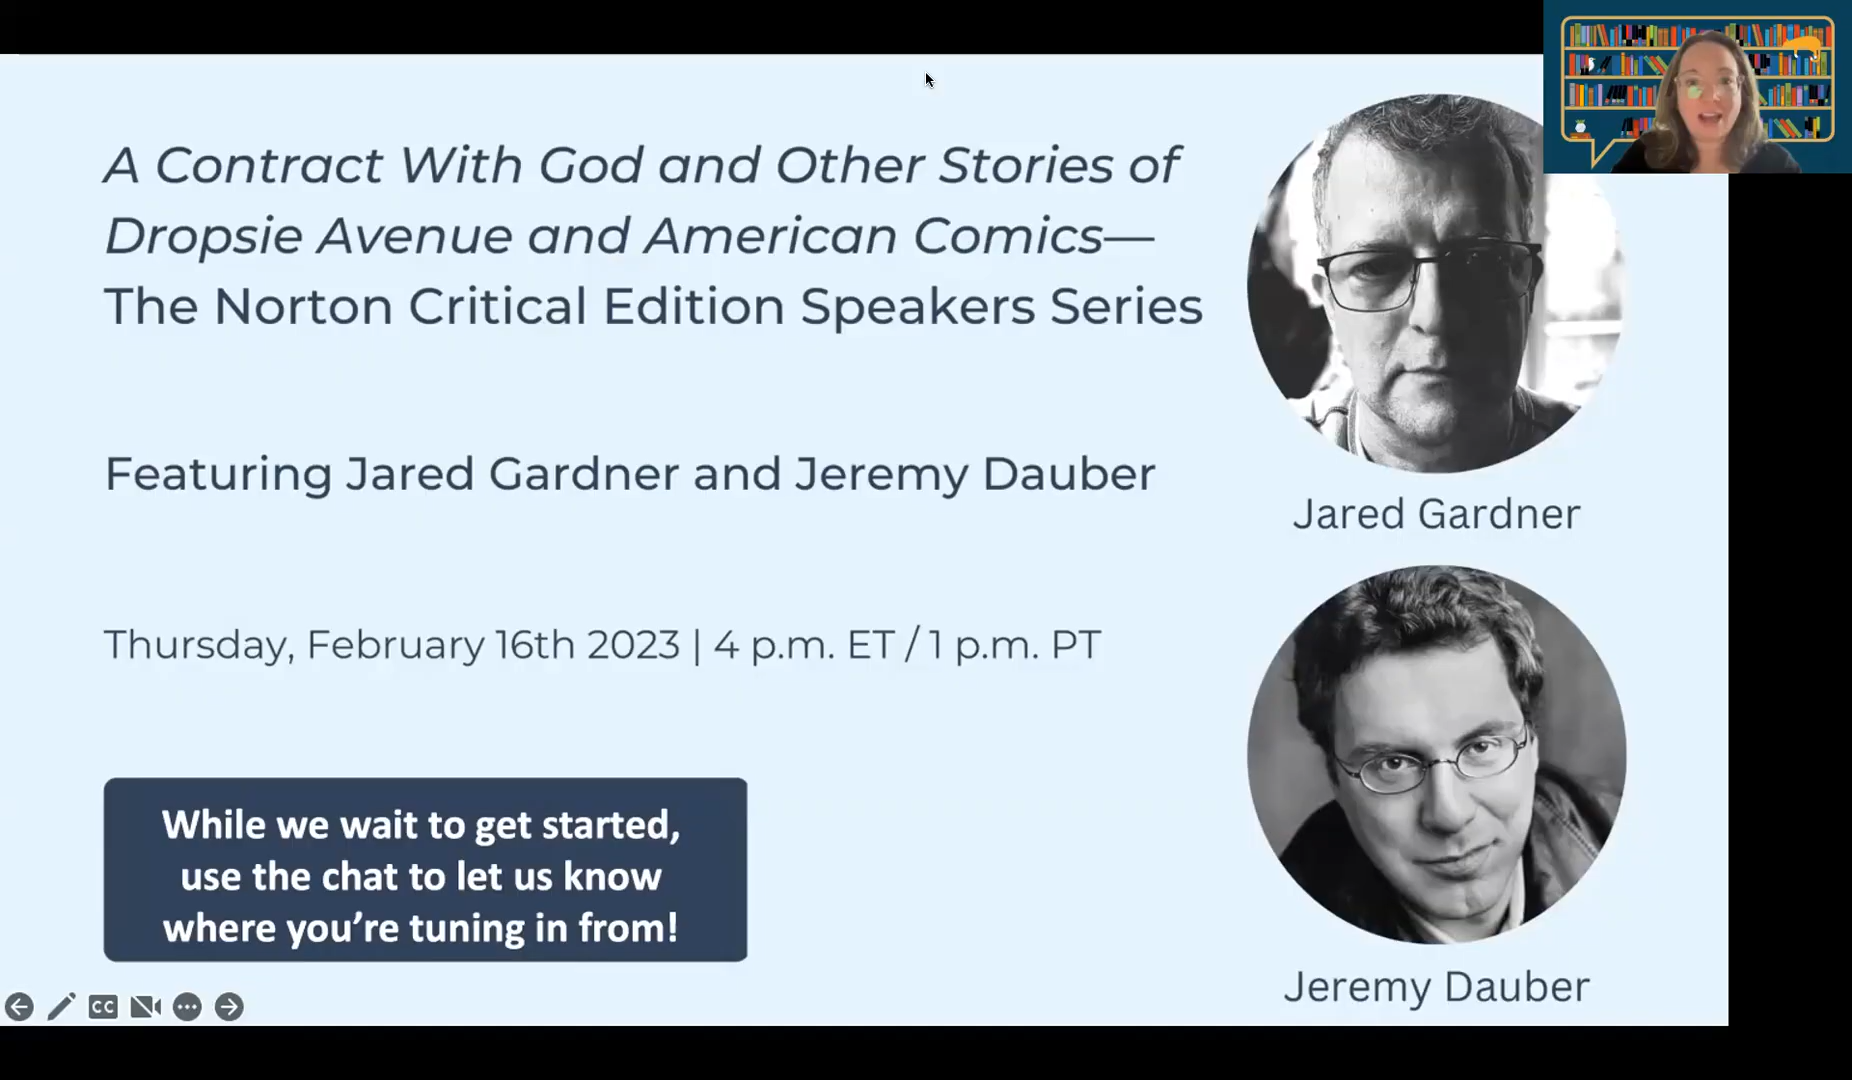 A Contract With God and Other Stories of
Dropsie Avenue and American Comics—
The Norton Critical Edition Speakers Series
Featuring Jared Gardner and Jeremy Dauber
Jared Gardner
Thursday, February 16th 2023 | 4 p.m. ET / 1 p.m. PT
While we wait to get started,
use the chat to let us know
where you’re tuning in from!
Jeremy Dauber
CC